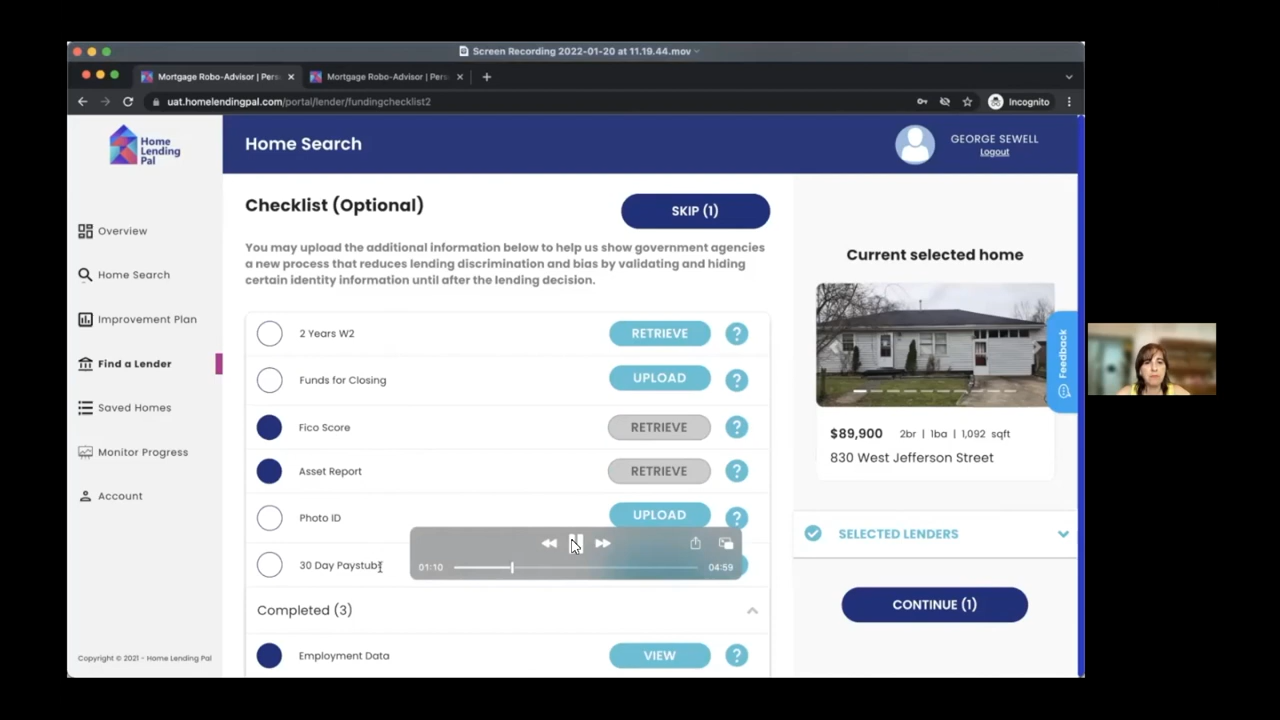 Screen Recording 2022-01-20 at 11.19.44.mov
Mortgage Robo-Advisor | Pers
Mortgage Robo-Advisor | Pers
uat.homelendingpal.com/portal/lender/fundingchecklist2
Incognito
Home
Lending
Pal
Home Search
GEORGE SEWELL
Logout
Overview
Home Search
Improvement Plan
Find a Lender
Saved Homes
Monitor Progress
Account
Copyright © 2021 - Home Lending Pal
Checklist (Optional)
SKIP (1)
You may upload the additional information below to help us show government agencies
a new process that reduces lending discrimination and bias by validating and hiding
certain identity information until after the lending decision.
2 Years W2 RETRIEVE ?
Funds for Closing UPLOAD ?
Fico Score RETRIEVE ?
Asset Report RETRIEVE ?
Photo ID UPLOAD ?
30 Day Paystubs
01:10 04:59
Completed (3)
Employment Data VIEW ?
Current selected home
$89,900 2br | 1ba | 1,092 sqft
830 West Jefferson Street
SELECTED LENDERS
CONTINUE (1)
Feedback